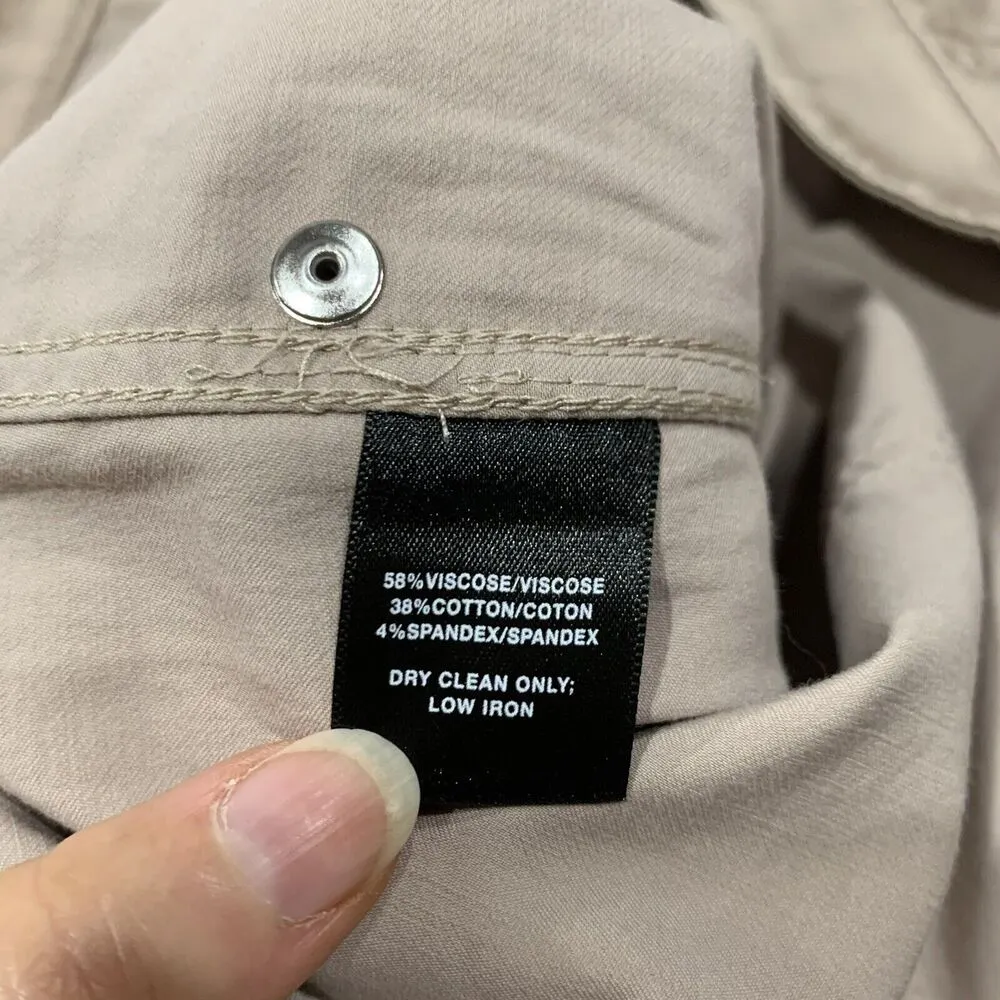 58%VISCOSE/VISCOSE
38%COTTON/COTON
4%SPANDEX/SPANDEX
DRY CLEAN ONLY;
LOW IRON